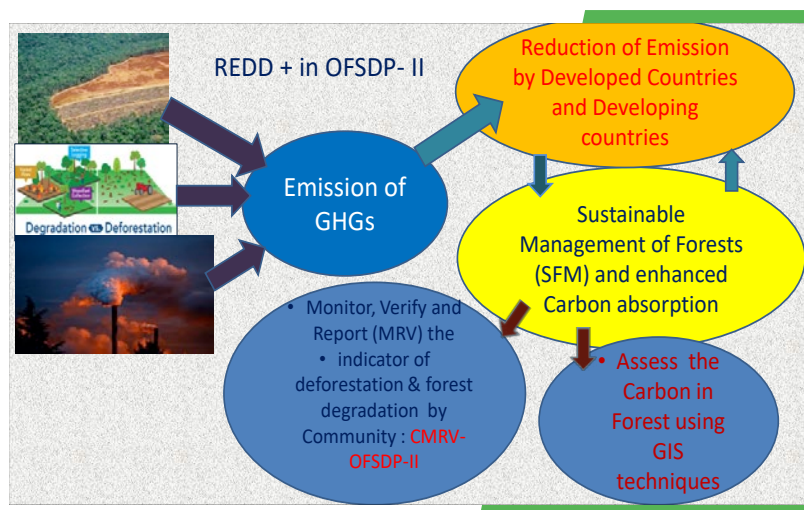 REDD + in OFSDP- II
Reduction of Emission
by Developed Countries
and Developing
countries
Emission of
GHGs
Degradation VS Deforestation
Sustainable
Management of Forests
(SFM) and enhanced
Carbon absorption
• Monitor, Verify and
Report (MRV) the
• indicator of
deforestation & forest
degradation by
Community : CMRV-
OFSDP-II
• Assess the
Carbon in
Forest using
GIS
techniques